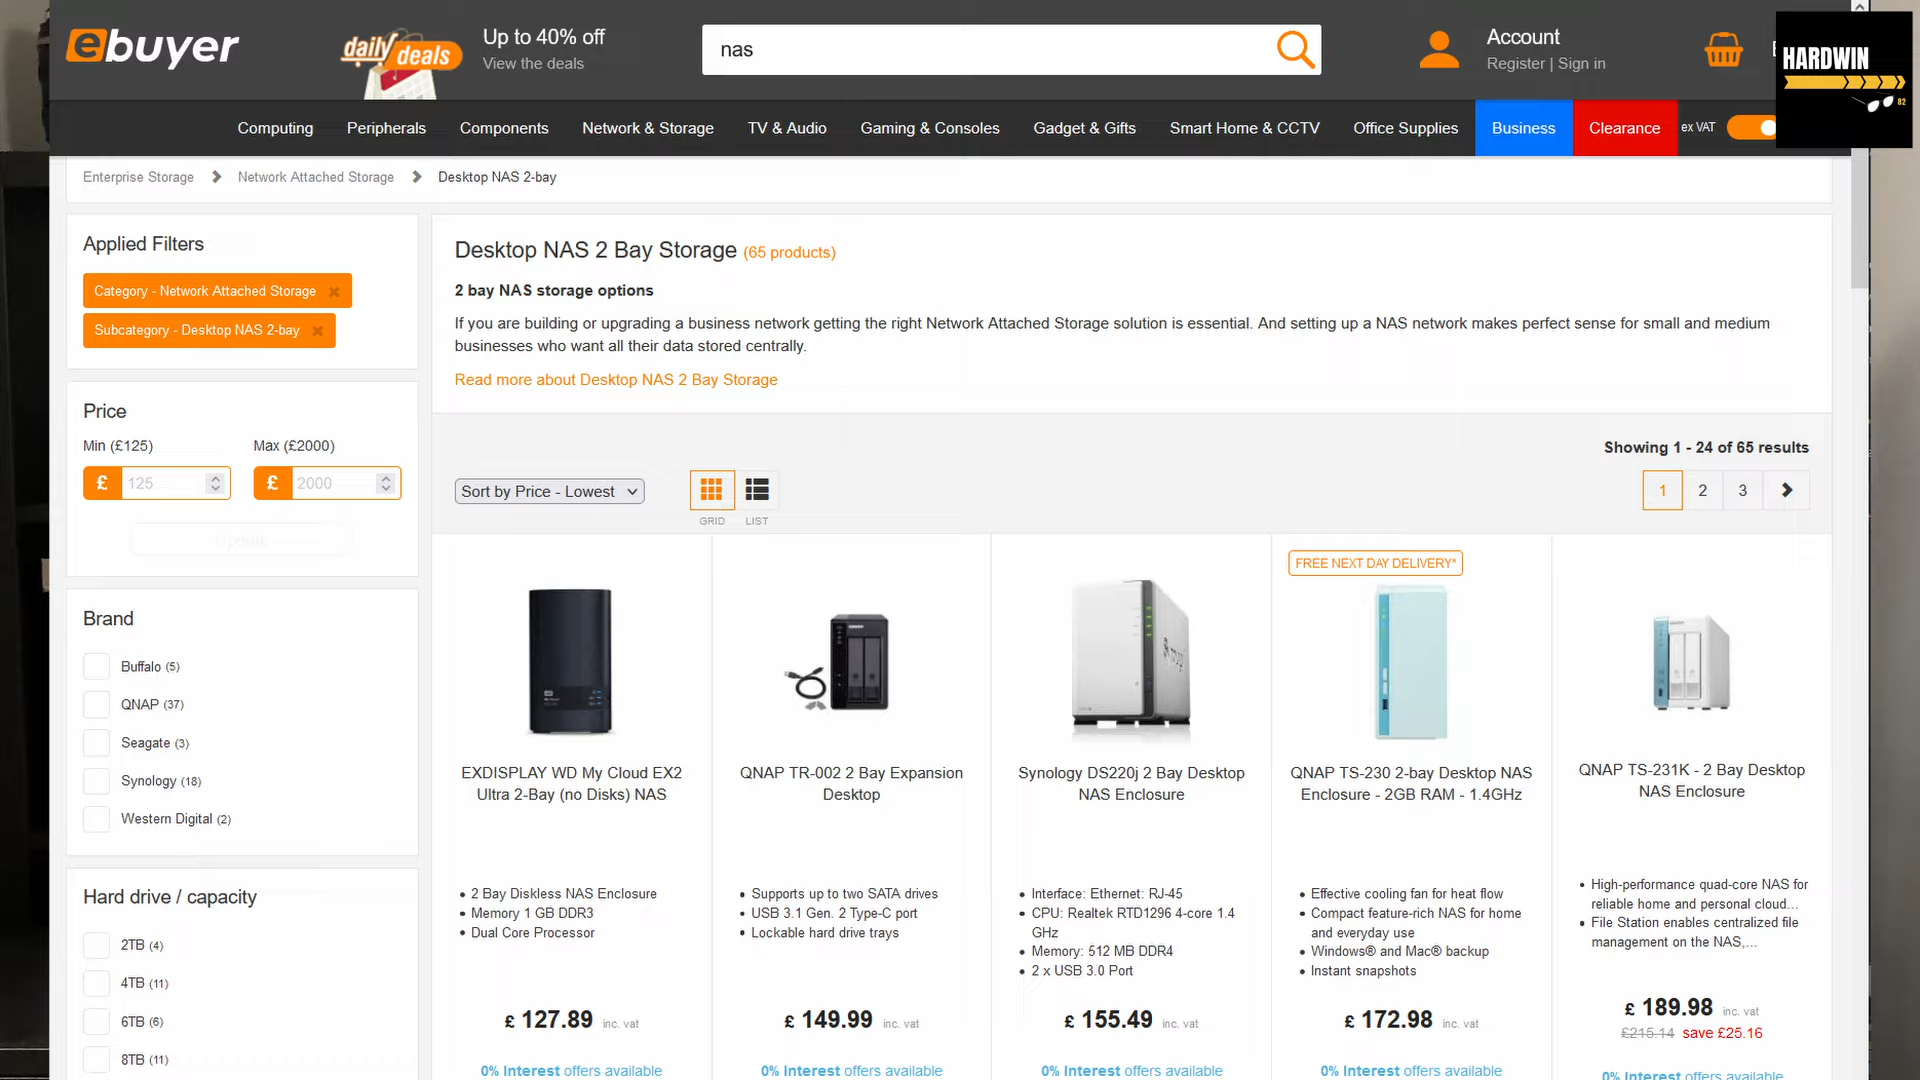 ebuyer
daily deals
Up to 40% off
View the deals
nas
Account
Register | Sign in
HARDWIN
82
Computing
Peripherals
Components
Network & Storage
TV & Audio
Gaming & Consoles
Gadget & Gifts
Smart Home & CCTV
Office Supplies
Business
Clearance
ex VAT
Enterprise Storage
Network Attached Storage
Desktop NAS 2-bay
Applied Filters
Category - Network Attached Storage
Subcategory - Desktop NAS 2-bay
Price
Min (£125)
Max (£2000)
£ 125
£ 2000
Update
Brand
Buffalo (5)
QNAP (37)
Seagate (3)
Synology (18)
Western Digital (2)
Hard drive / capacity
2TB (4)
4TB (11)
6TB (6)
8TB (11)
Desktop NAS 2 Bay Storage (65 products)
2 bay NAS storage options
If you are building or upgrading a business network getting the right Network Attached Storage solution is essential. And setting up a NAS network makes perfect sense for small and medium
businesses who want all their data stored centrally.
Read more about Desktop NAS 2 Bay Storage
Showing 1 - 24 of 65 results
Sort by Price - Lowest
GRID
LIST
1 2 3
EXDISPLAY WD My Cloud EX2
Ultra 2-Bay (no Disks) NAS
• 2 Bay Diskless NAS Enclosure
• Memory 1 GB DDR3
• Dual Core Processor
£ 127.89 inc. vat
0% Interest offers available
QNAP TR-002 2 Bay Expansion
Desktop
• Supports up to two SATA drives
• USB 3.1 Gen. 2 Type-C port
• Lockable hard drive trays
£ 149.99 inc. vat
0% Interest offers available
Synology DS220j 2 Bay Desktop
NAS Enclosure
• Interface: Ethernet: RJ-45
• CPU: Realtek RTD1296 4-core 1.4
GHz
• Memory: 512 MB DDR4
• 2 x USB 3.0 Port
£ 155.49 inc. vat
0% Interest offers available
FREE NEXT DAY DELIVERY*
QNAP TS-230 2-bay Desktop NAS
Enclosure - 2GB RAM - 1.4GHz
• Effective cooling fan for heat flow
• Compact feature-rich NAS for home
and everyday use
• Windows® and Mac® backup
• Instant snapshots
£ 172.98 inc. vat
0% Interest offers available
QNAP TS-231K - 2 Bay Desktop
NAS Enclosure
• High-performance quad-core NAS for
reliable home and personal cloud...
• File Station enables centralized file
management on the NAS,...
£ 189.98 inc. vat
£215.14 save £25.16
0% Interest offers available